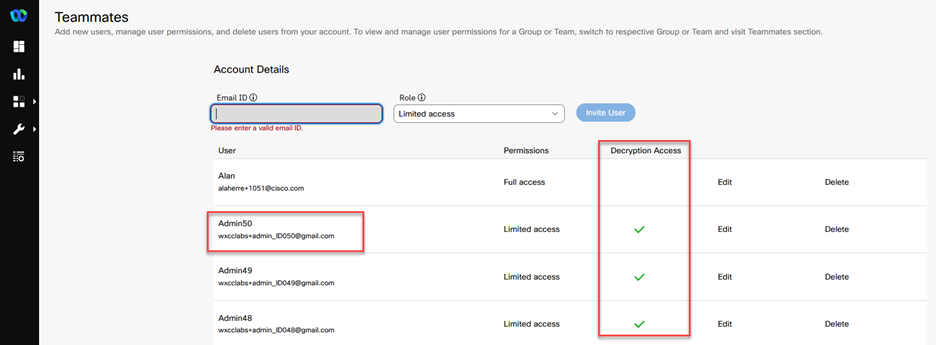 Teammates
Add new users, manage user permissions, and delete users from your account. To view and manage user permissions for a Group or Team, switch to respective Group or Team and visit Teammates section.
Account Details
Email ID Role
Limited access Invite User
Please enter a valid email ID.
User Permissions Decryption Access
Alan
alaherre+1051@cisco.com
Full access Edit Delete
Admin50
wxcclabs+admin_ID050@gmail.com
Limited access Edit Delete
Admin49
wxcclabs+admin_ID049@gmail.com
Limited access Edit Delete
Admin48
wxcclabs+admin_ID048@gmail.com
Limited access Edit Delete